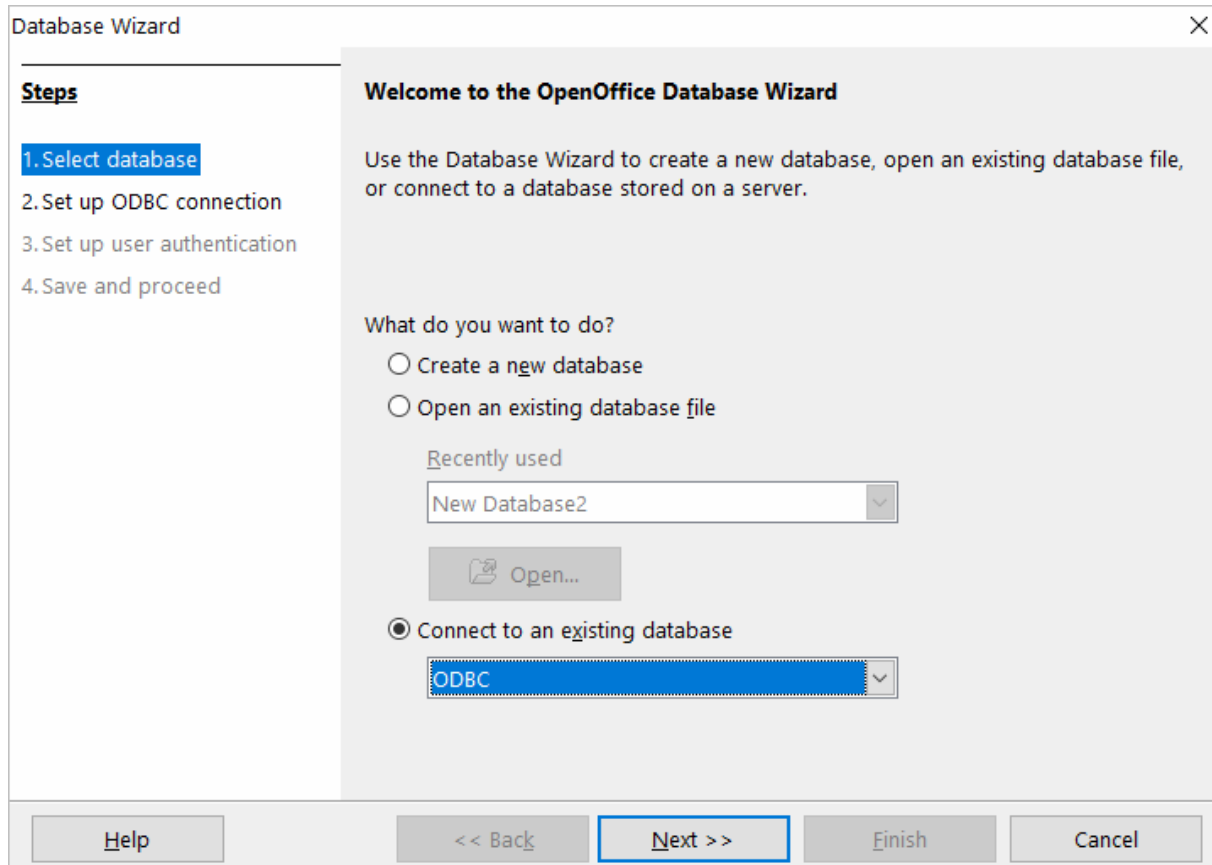 Database Wizard
Steps
1. Select database
2. Set up ODBC connection
3. Set up user authentication
4. Save and proceed
Welcome to the OpenOffice Database Wizard
Use the Database Wizard to create a new database, open an existing database file,
or connect to a database stored on a server.
What do you want to do?
Create a new database
Open an existing database file
Recently used
New Database2
Open...
Connect to an existing database
ODBC
Help
<< Back
Next >>
Finish
Cancel